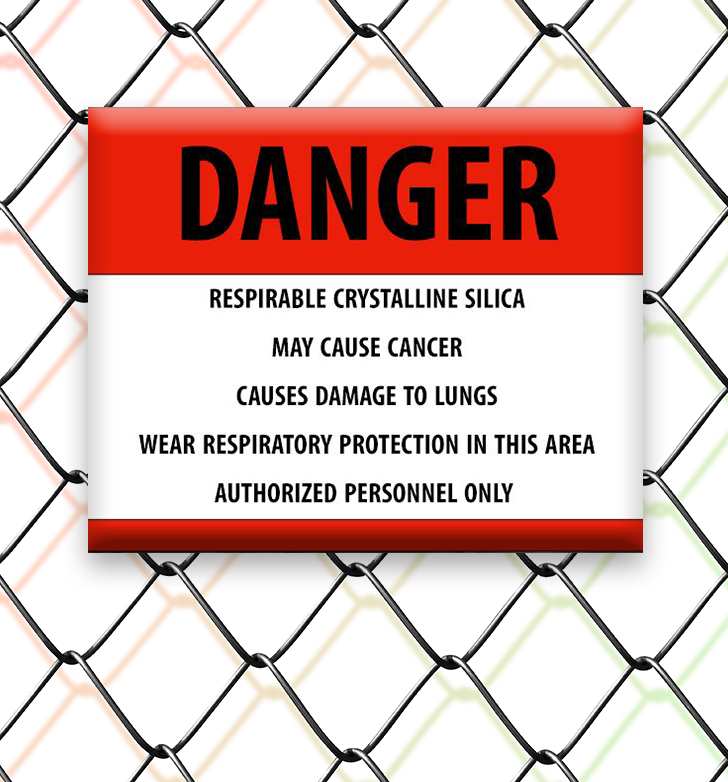 DANGER
RESPIRABLE CRYSTALLINE SILICA
MAY CAUSE CANCER
CAUSES DAMAGE TO LUNGS
WEAR RESPIRATORY PROTECTION IN THIS AREA
AUTHORIZED PERSONNEL ONLY